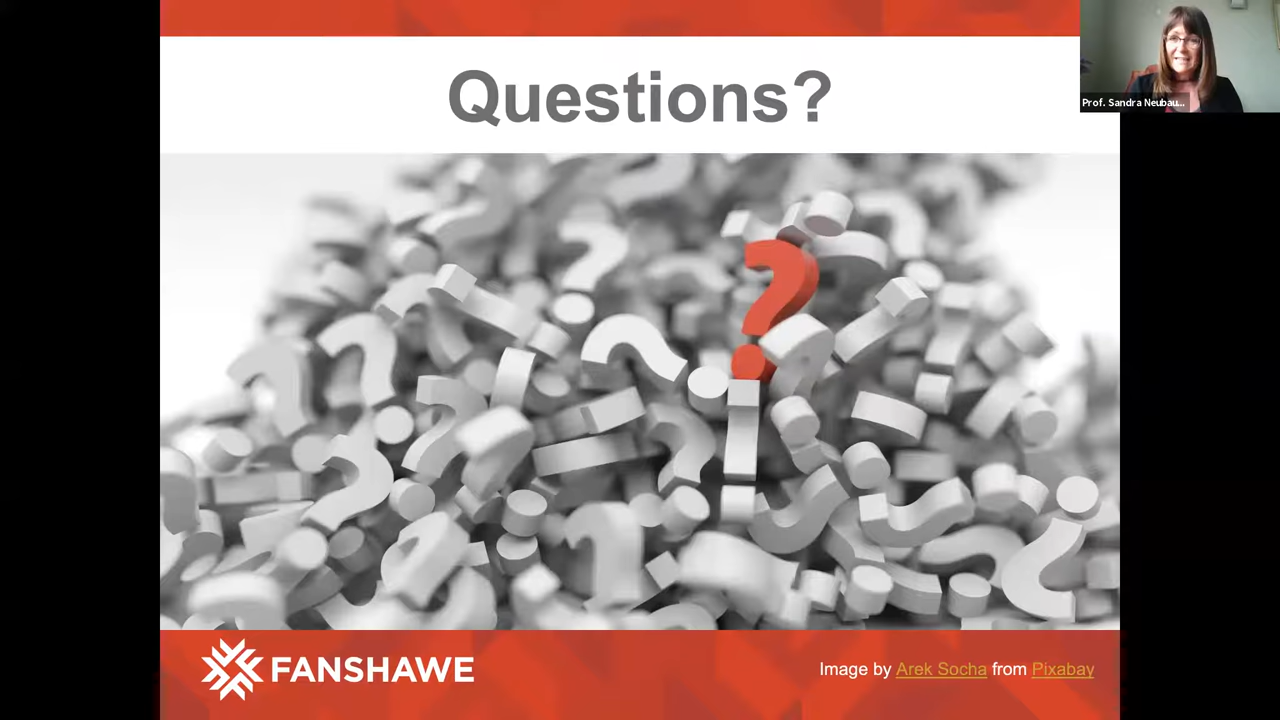 Questions?
Prof. Sandra Neubau...
FANSHAWE
Image by Arek Socha from Pixabay